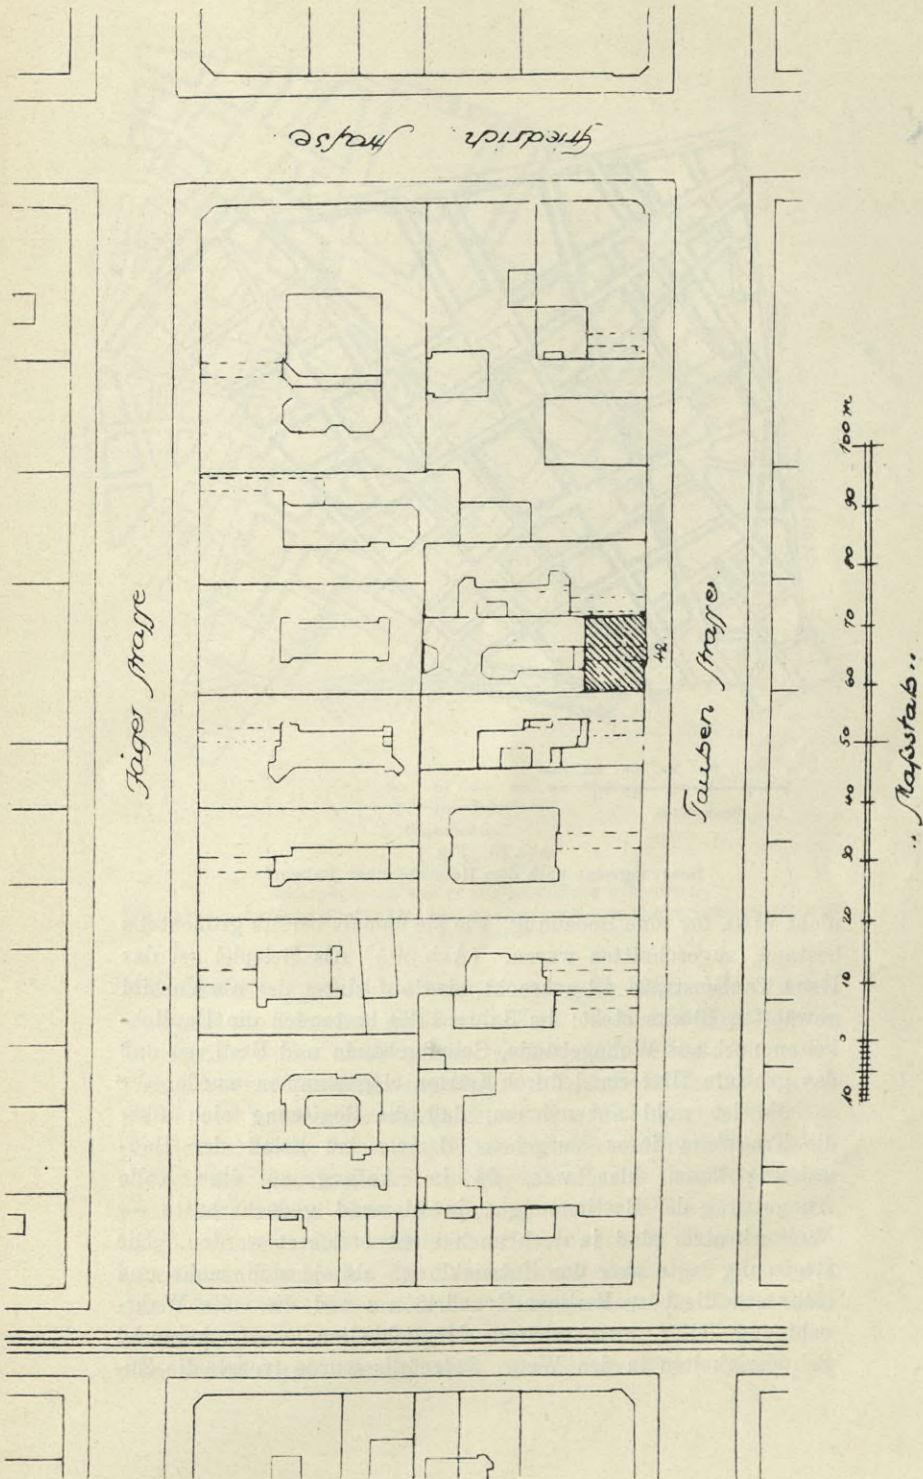 Friedrich straße
Jäger strasse
Tauben strasse.
42
10 0 10 20 30 40 50 60 70 80 90 100 m
.. Maßstab ..